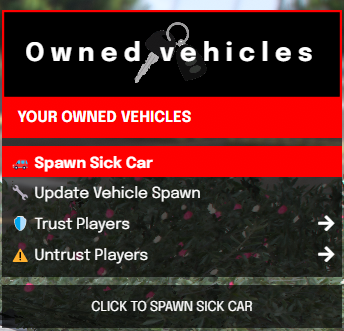 Owned vehicles
YOUR OWNED VEHICLES
Spawn Sick Car
Update Vehicle Spawn
Trust Players
Untrust Players
CLICK TO SPAWN SICK CAR